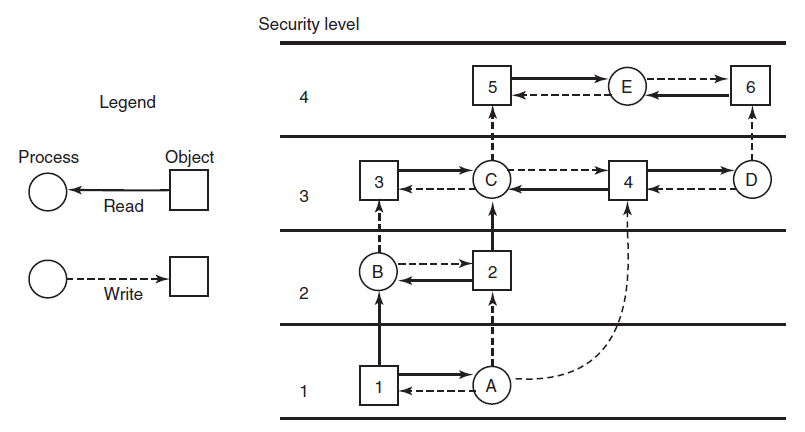 Security level
Legend
Process Object
Read
Write
4
5 E 6
3
3 C 4 D
2
B 2
1
1 A